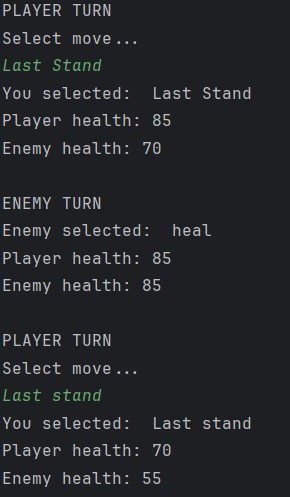 PLAYER TURN
Select move...
Last Stand
You selected:  Last Stand
Player health: 85
Enemy health: 70
ENEMY TURN
Enemy selected:  heal
Player health: 85
Enemy health: 85
PLAYER TURN
Select move...
Last stand
You selected:  Last stand
Player health: 70
Enemy health: 55